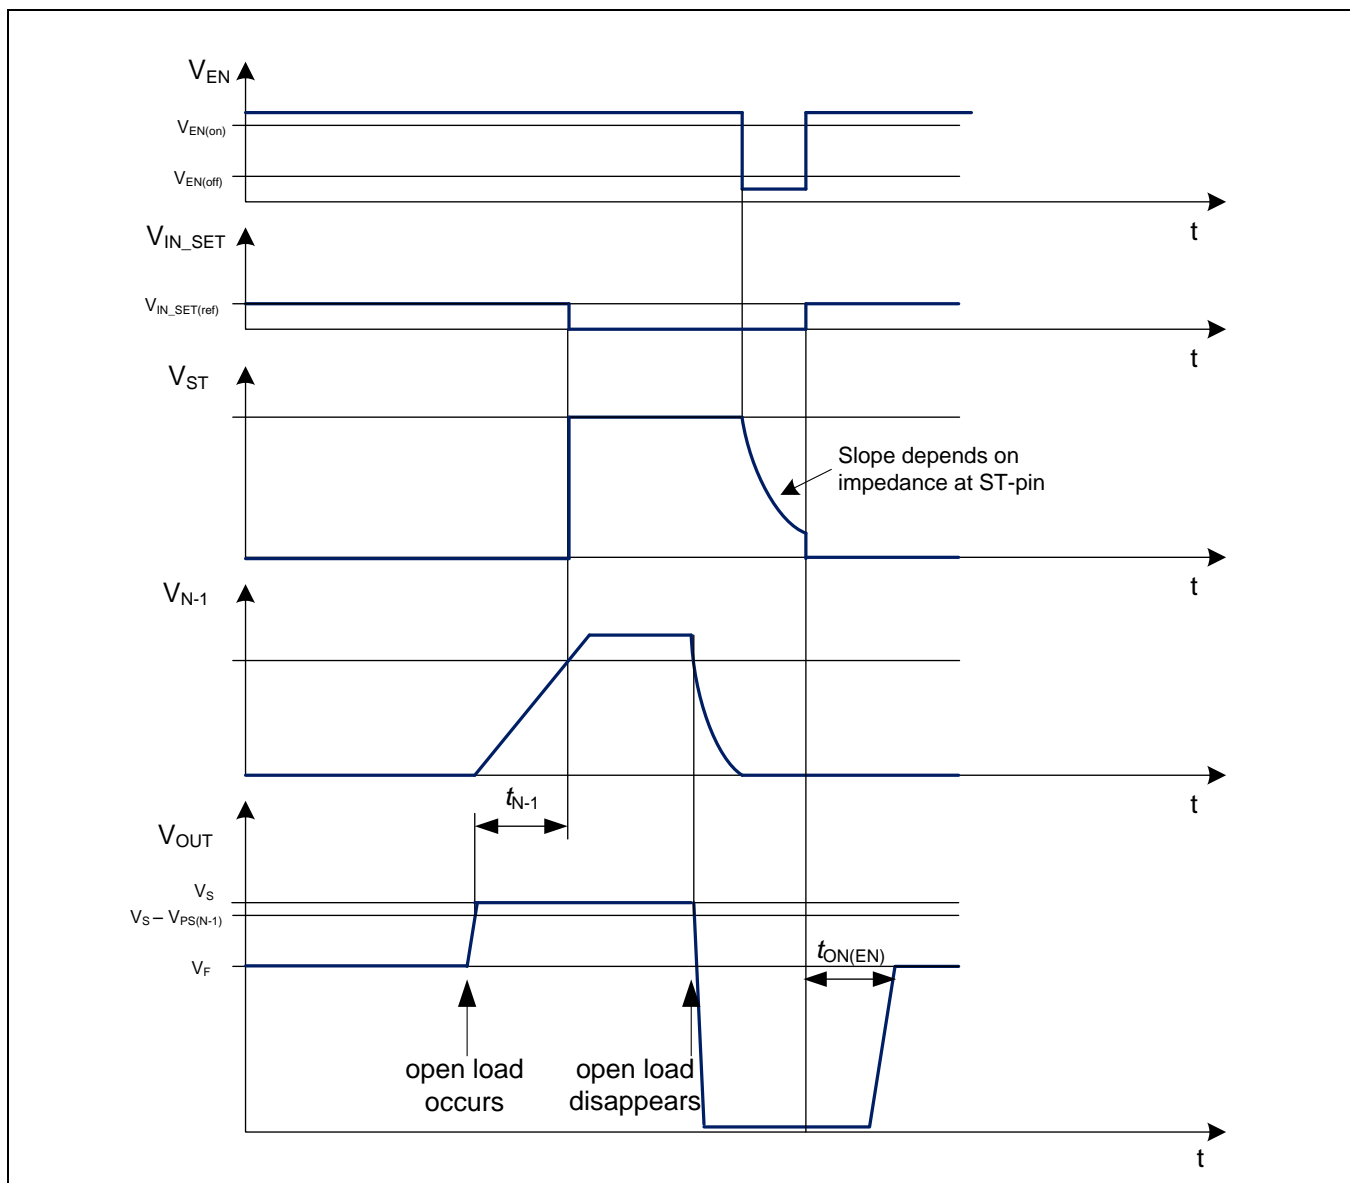 VEN
VEN(on)
VEN(off)
t
VIN_SET
VIN_SET(ref)
t
VST
Slope depends on
impedance at ST-pin
t
VN-1
t
tN-1
VOUT
VS
VS – VPS(N-1)
VF
tON(EN)
open load
occurs
open load
disappears
t